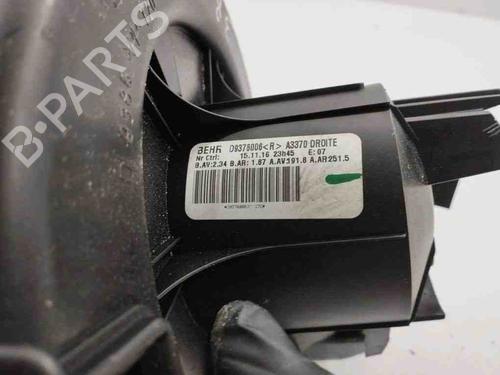 B-PARTS
BEHR D9376006<R> A3370 DROITE
Nr Ctrl: 15.11.16 23h45 E:07
B.AV:2.34 B.AR: 1.87 A.AV:191.8 A.AR:251.5